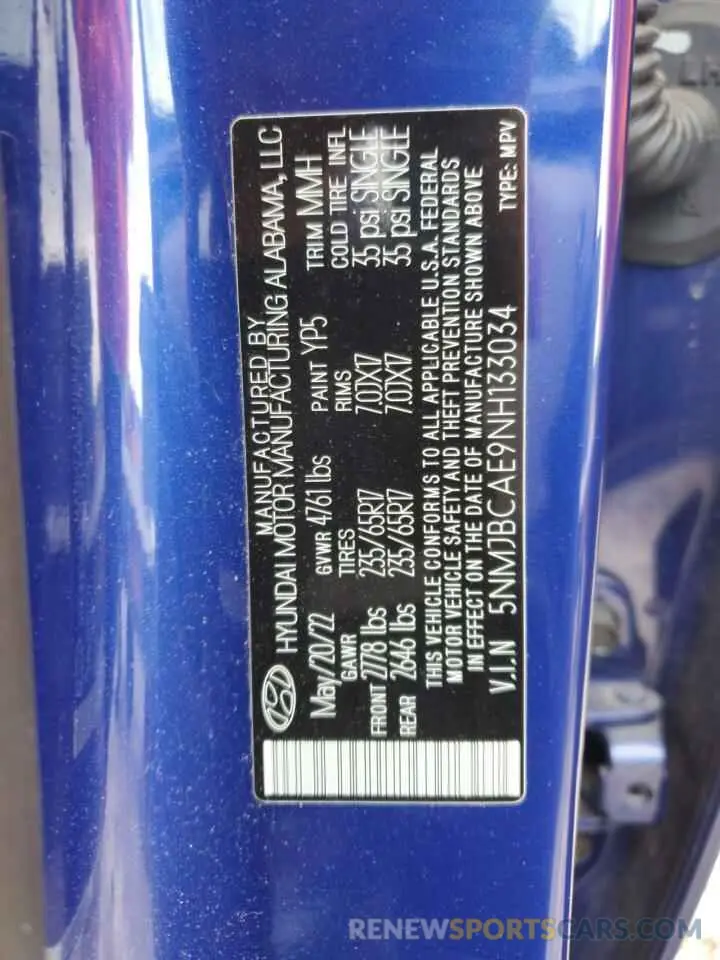 MANUFACTURED BY
HYUNDAI MOTOR MANUFACTURING ALABAMA, LLC
May/20/22 GVWR 4761 lbs PAINT YP5 TRIM MMH
GAWR TIRES RIMS COLD TIRE INFL
FRONT 2778 lbs 235/65R17 7.0JX17 35 psi SINGLE
REAR 2646 lbs 235/65R17 7.0JX17 35 psi SINGLE
THIS VEHICLE CONFORMS TO ALL APPLICABLE U.S.A. FEDERAL
MOTOR VEHICLE SAFETY AND THEFT PREVENTION STANDARDS
IN EFFECT ON THE DATE OF MANUFACTURE SHOWN ABOVE
V.I.N 5NMJBCAE9NH133034 TYPE: MPV
RENEWSPORTSCARS.COM